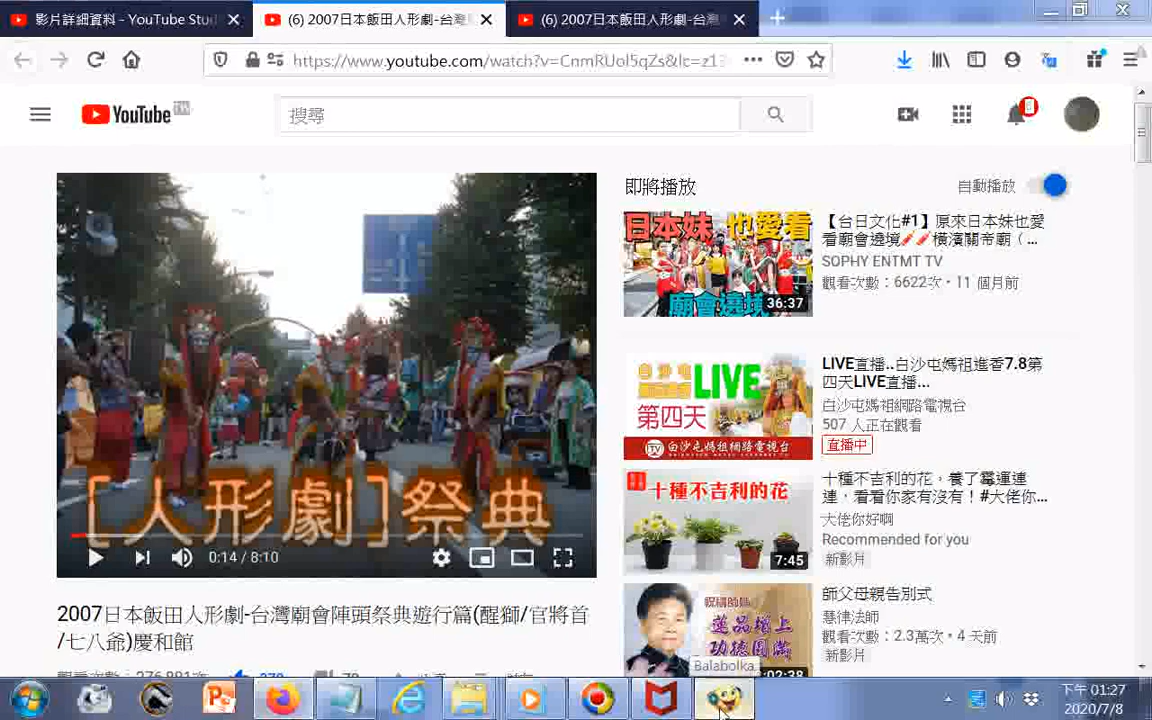 影片詳細資料 - YouTube Stud
(6) 2007日本飯田人形劇-台灣
(6) 2007日本飯田人形劇-台灣
https://www.youtube.com/watch?v=CnmRUol5qZs&lc=z13
YouTube TW
搜尋
[人形劇]祭典
0:14 / 8:10
2007日本飯田人形劇-台灣廟會陣頭祭典遊行篇(醒獅/官將首
/七八爺)慶和館
即將播放
自動播放
日本妹 也愛看
廟會遶境
36:37
【台日文化#1】原來日本妹也愛
看廟會遶境🧨🧨橫濱關帝廟（...
SOPHY ENTMT TV
觀看次數：6622次 · 11 個月前
白沙屯
LIVE
第四天
白沙屯媽祖網路電視台
LIVE直播..白沙屯媽祖進香7.8第
四天LIVE直播...
白沙屯媽祖網路電視台
507 人正在觀看
直播中
十種不吉利的花
7:45
十種不吉利的花，養了霉運連
連，看看你家有沒有！#大佬你...
大佬你好啊
Recommended for you
新影片
蓮品增上
功德圓滿
02:38
師父母親告別式
慧律法師
觀看次數：2.3萬次 · 4 天前
新影片
Balabolka
下午 01:27
2020/7/8